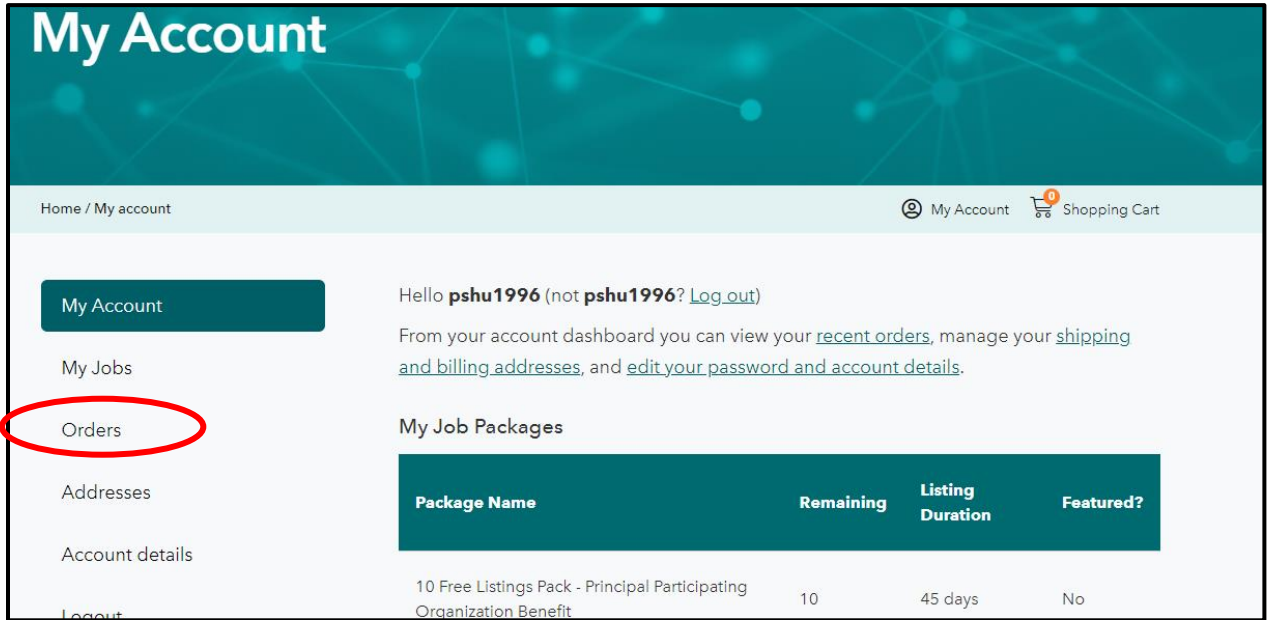 My Account
Home / My account
My Account
0
Shopping Cart
My Account
My Jobs
Orders
Addresses
Account details
Logout
Hello pshu1996 (not pshu1996? Log out)
From your account dashboard you can view your recent orders, manage your shipping
and billing addresses, and edit your password and account details.
My Job Packages
Package Name
Remaining
Listing
Duration
Featured?
10 Free Listings Pack - Principal Participating
Organization Benefit
10
45 days
No